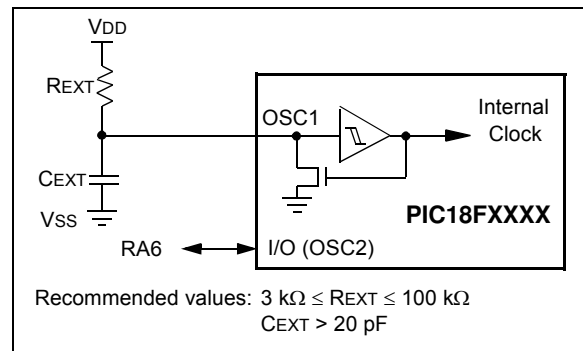 VDD
REXT
OSC1
Internal
Clock
CEXT
VSS
PIC18FXXXX
RA6
I/O (OSC2)
Recommended values: 3 kΩ ≤ REXT ≤ 100 kΩ
CEXT > 20 pF